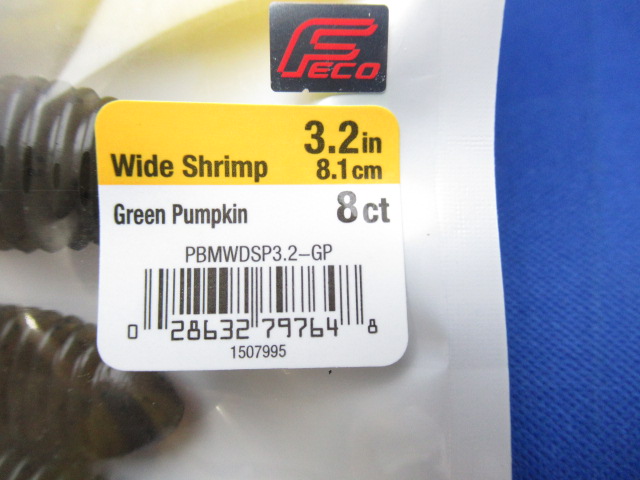 FECO
3.2in
Wide Shrimp 8.1cm
Green Pumpkin 8ct
PBMWDSP3.2-GP
0 28632 79764 8
1507995